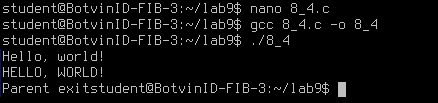 student@BotvinID-FIB-3:~/lab9$ nano 8_4.c
student@BotvinID-FIB-3:~/lab9$ gcc 8_4.c -o 8_4
student@BotvinID-FIB-3:~/lab9$ ./8_4
Hello, world!
HELLO, WORLD!
Parent exitstudent@BotvinID-FIB-3:~/lab9$